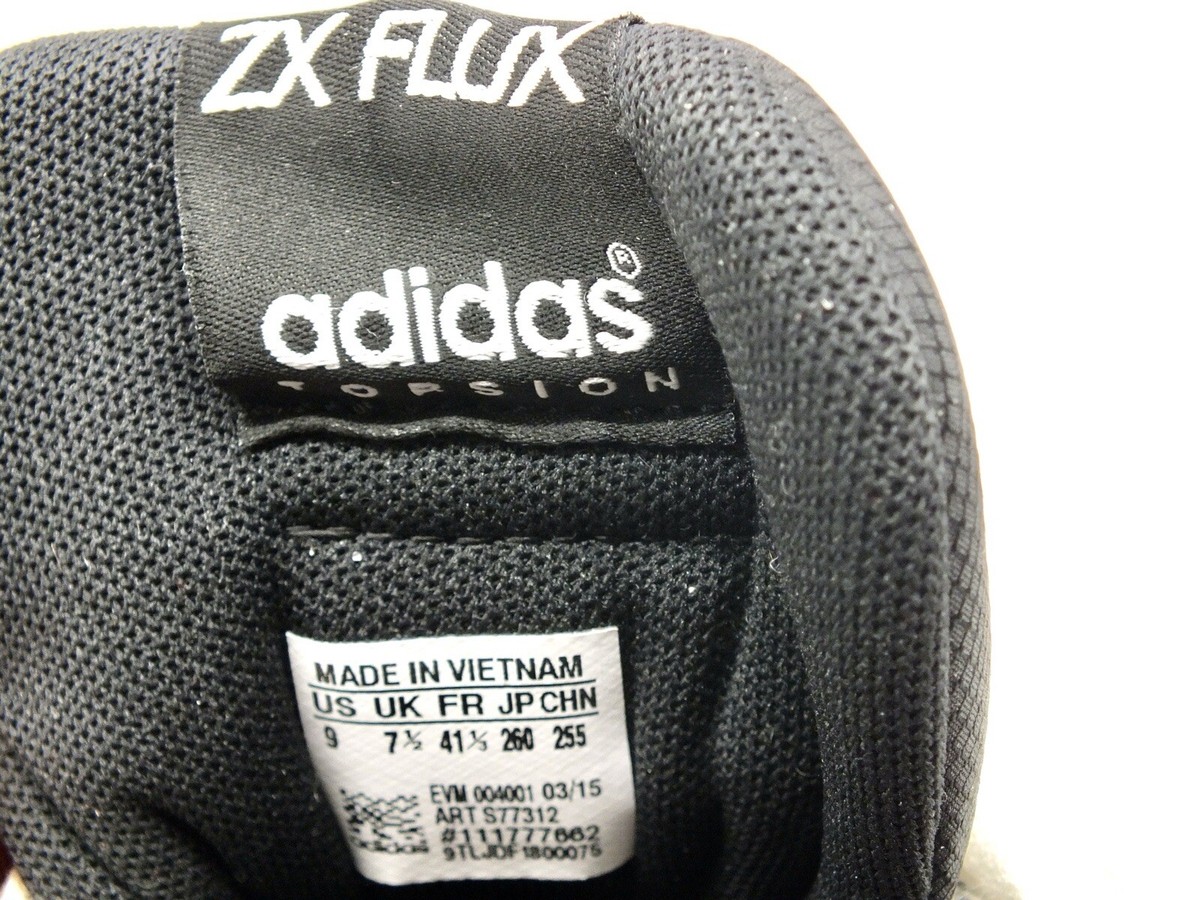 ZX FLUX
adidas®
TORSION
MADE IN VIETNAM
US UK FR JP CHN
9 7½ 41⅓ 260 255
EVM 004001 03/15
ART S77312
#111777662
9TLJDF1800075
adidas